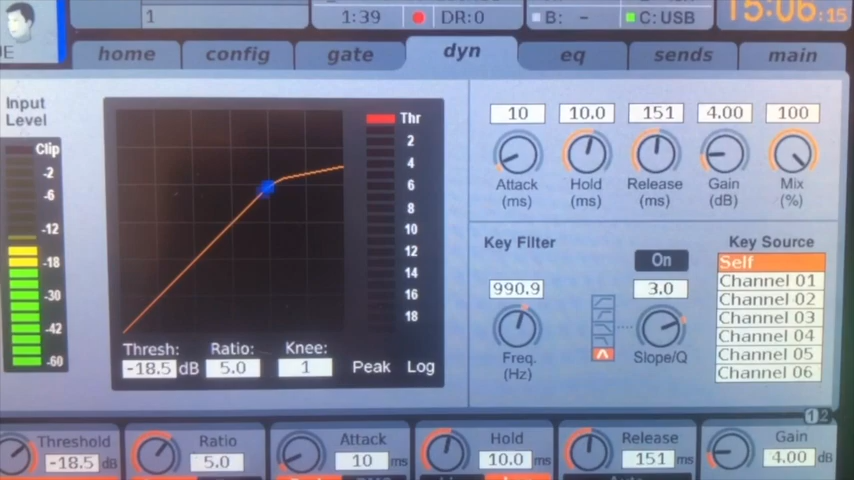 1
1:39
DR:0
B: -
C: USB
15:06:15
home
config
gate
dyn
eq
sends
main
Input
Level
Clip
-2
-6
-12
-18
-30
-42
-60
Thr
2
4
6
8
10
12
14
16
18
Thresh:
-18.5 dB
Ratio:
5.0
Knee:
1
Peak
Log
10
10.0
151
4.00
100
Attack
(ms)
Hold
(ms)
Release
(ms)
Gain
(dB)
Mix
(%)
Key Filter
On
990.9
3.0
Freq.
(Hz)
Slope/Q
Key Source
Self
Channel 01
Channel 02
Channel 03
Channel 04
Channel 05
Channel 06
1 2
Threshold
-18.5 dB
Ratio
5.0
Attack
10 ms
Hold
10.0 ms
Release
151 ms
Gain
4.00 dB